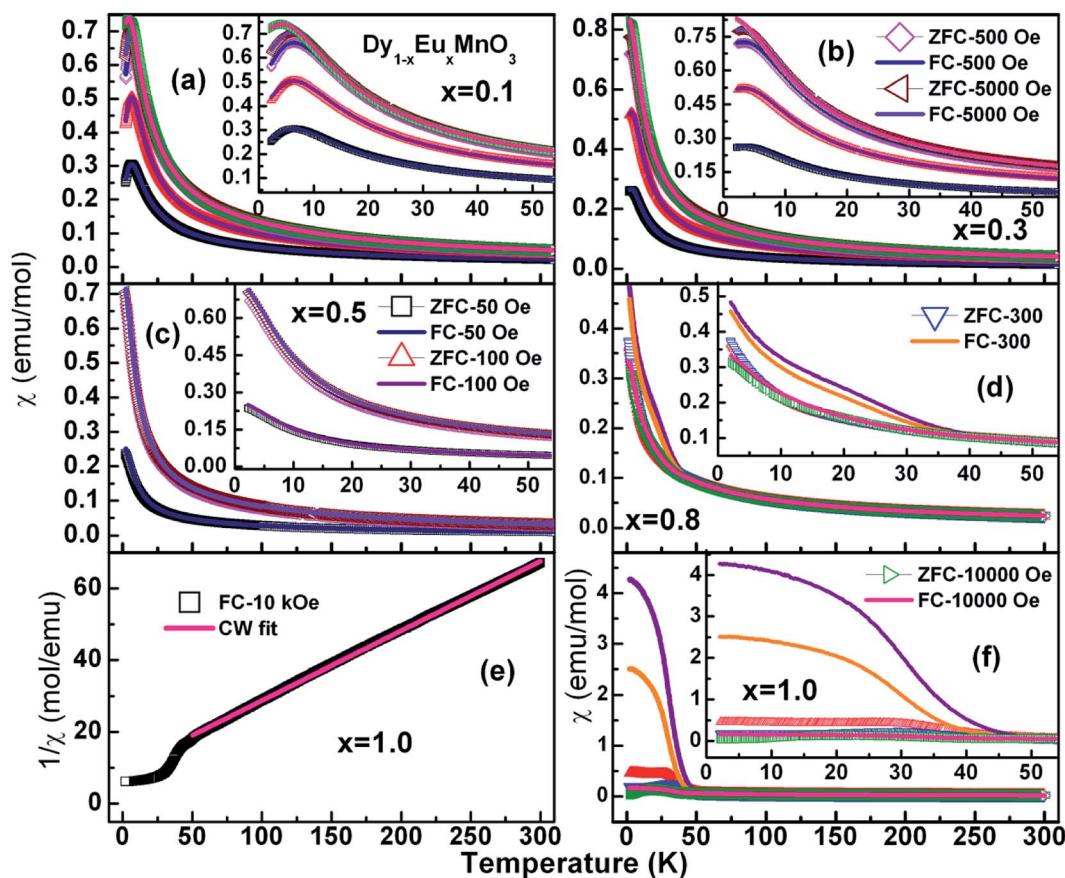 0.7
0.6
0.5
0.4
0.3
0.2
0.1
0.0
(a)
0.7
0.6
0.5
0.4
0.3
0.2
0.1
Dy1-xEuxMnO3
x=0.1
0 10 20 30 40 50
0.8
0.6
0.4
0.2
0.0
0.75
0.60
0.45
0.30
0.15
(b)
ZFC-500 Oe
FC-500 Oe
ZFC-5000 Oe
FC-5000 Oe
0 10 20 30 40 50
x=0.3
χ (emu/mol)
0.7
0.6
0.5
0.4
0.3
0.2
0.1
0.0
(c)
0.60
0.45
0.30
0.15
0.00
x=0.5
ZFC-50 Oe
FC-50 Oe
ZFC-100 Oe
FC-100 Oe
0 10 20 30 40 50
0.4
0.3
0.2
0.1
0.0
0.5
0.4
0.3
0.2
0.1
ZFC-300
FC-300
(d)
0 10 20 30 40 50
x=0.8
1/χ (mol/emu)
60
40
20
0
FC-10 kOe
CW fit
(e)
x=1.0
0 50 100 150 200 250 300
χ (emu/mol)
5
4
3
2
1
0
4
3
2
1
0
ZFC-10000 Oe
FC-10000 Oe
(f)
x=1.0
0 10 20 30 40 50
0 50 100 150 200 250 300
Temperature (K)